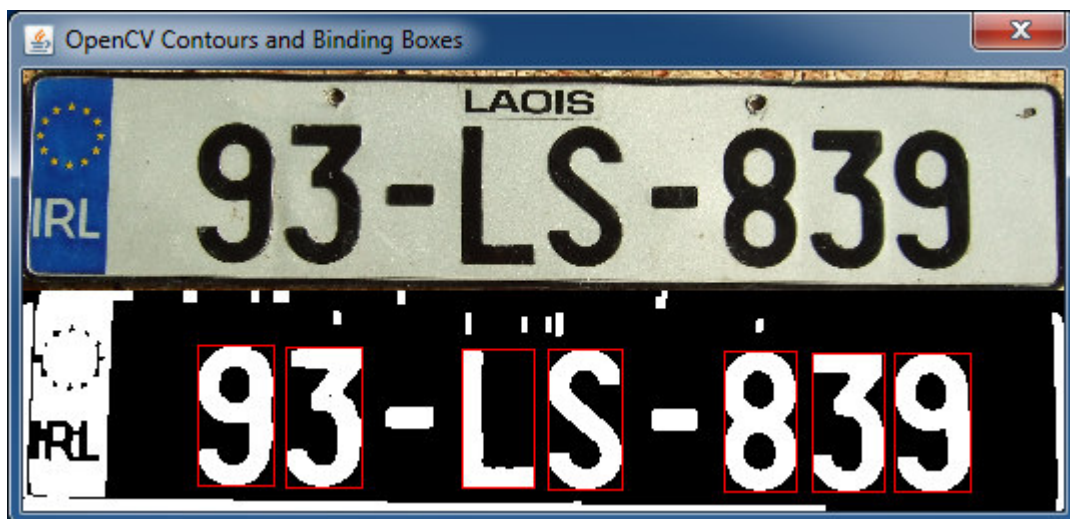 OpenCV Contours and Binding Boxes
LAOIS
IRL 93-LS-839
IRL 93-LS-839